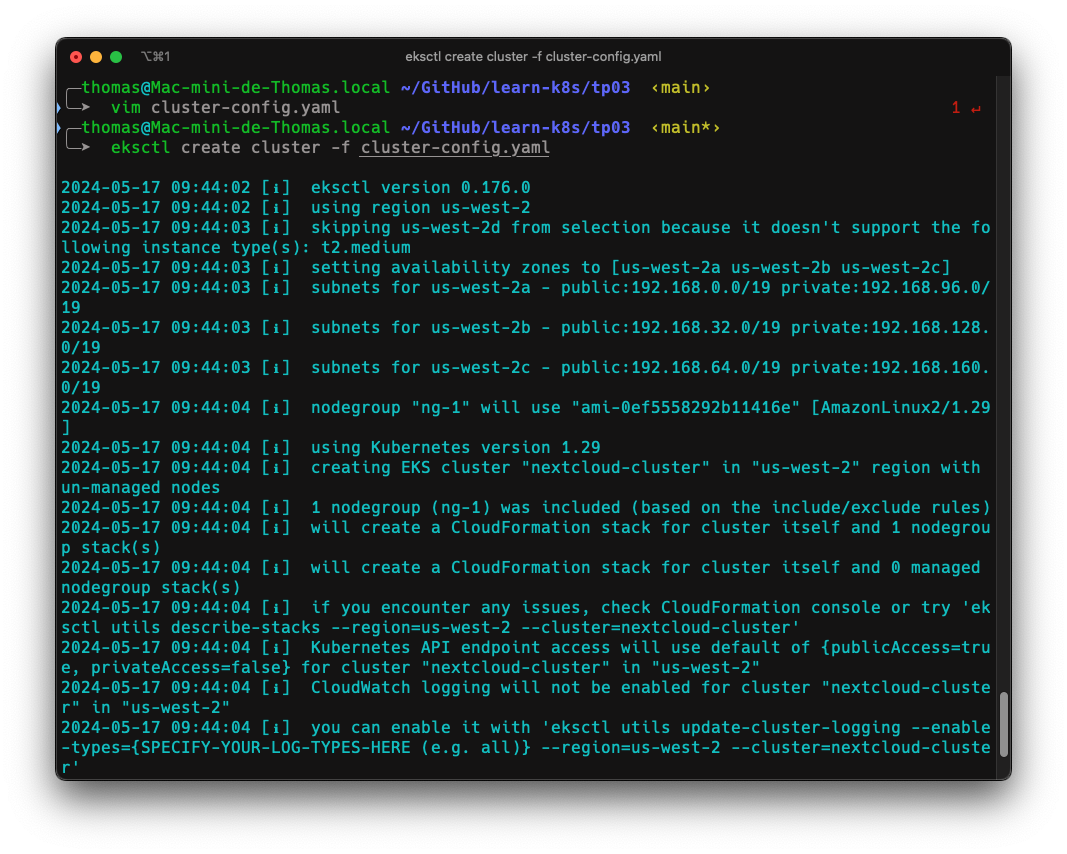 ⌥⌘1
eksctl create cluster -f cluster-config.yaml
thomas@Mac-mini-de-Thomas.local ~/GitHub/learn-k8s/tp03 ‹main›
vim cluster-config.yaml 1 ↵
thomas@Mac-mini-de-Thomas.local ~/GitHub/learn-k8s/tp03 ‹main*›
eksctl create cluster -f cluster-config.yaml
2024-05-17 09:44:02 [ℹ]  eksctl version 0.176.0
2024-05-17 09:44:02 [ℹ]  using region us-west-2
2024-05-17 09:44:03 [ℹ]  skipping us-west-2d from selection because it doesn't support the fo
llowing instance type(s): t2.medium
2024-05-17 09:44:03 [ℹ]  setting availability zones to [us-west-2a us-west-2b us-west-2c]
2024-05-17 09:44:03 [ℹ]  subnets for us-west-2a - public:192.168.0.0/19 private:192.168.96.0/
19
2024-05-17 09:44:03 [ℹ]  subnets for us-west-2b - public:192.168.32.0/19 private:192.168.128.
0/19
2024-05-17 09:44:03 [ℹ]  subnets for us-west-2c - public:192.168.64.0/19 private:192.168.160.
0/19
2024-05-17 09:44:04 [ℹ]  nodegroup "ng-1" will use "ami-0ef5558292b11416e" [AmazonLinux2/1.29
]
2024-05-17 09:44:04 [ℹ]  using Kubernetes version 1.29
2024-05-17 09:44:04 [ℹ]  creating EKS cluster "nextcloud-cluster" in "us-west-2" region with
un-managed nodes
2024-05-17 09:44:04 [ℹ]  1 nodegroup (ng-1) was included (based on the include/exclude rules)
2024-05-17 09:44:04 [ℹ]  will create a CloudFormation stack for cluster itself and 1 nodegrou
p stack(s)
2024-05-17 09:44:04 [ℹ]  will create a CloudFormation stack for cluster itself and 0 managed
nodegroup stack(s)
2024-05-17 09:44:04 [ℹ]  if you encounter any issues, check CloudFormation console or try 'ek
sctl utils describe-stacks --region=us-west-2 --cluster=nextcloud-cluster'
2024-05-17 09:44:04 [ℹ]  Kubernetes API endpoint access will use default of {publicAccess=tru
e, privateAccess=false} for cluster "nextcloud-cluster" in "us-west-2"
2024-05-17 09:44:04 [ℹ]  CloudWatch logging will not be enabled for cluster "nextcloud-cluste
r" in "us-west-2"
2024-05-17 09:44:04 [ℹ]  you can enable it with 'eksctl utils update-cluster-logging --enable
-types={SPECIFY-YOUR-LOG-TYPES-HERE (e.g. all)} --region=us-west-2 --cluster=nextcloud-cluste
r'